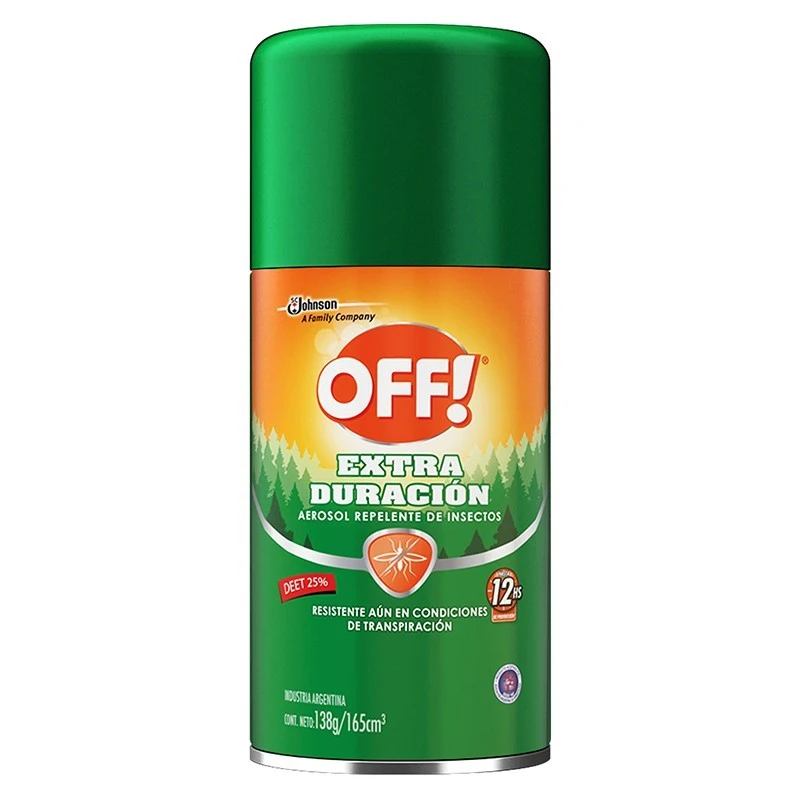 SC Johnson
A Family Company
OFF!®
EXTRA
DURACIÓN
AEROSOL REPELENTE DE INSECTOS
DEET 25%
12HS
RESISTENTE AÚN EN CONDICIONES
DE TRANSPIRACIÓN
INDUSTRIA ARGENTINA
CONT. NETO: 138g/165cm³